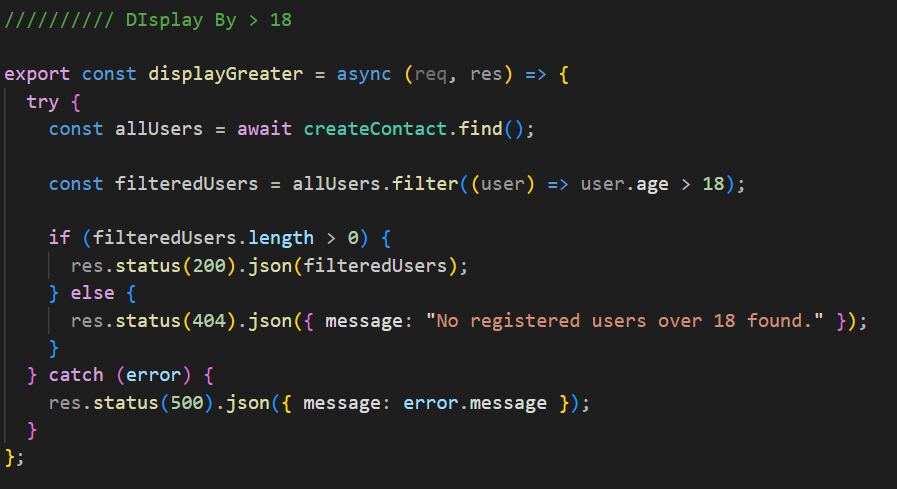 ////////// DIsplay By > 18
export const displayGreater = async (req, res) => {
try {
const allUsers = await createContact.find();
const filteredUsers = allUsers.filter((user) => user.age > 18);
if (filteredUsers.length > 0) {
res.status(200).json(filteredUsers);
} else {
res.status(404).json({ message: "No registered users over 18 found." });
}
} catch (error) {
res.status(500).json({ message: error.message });
}
};